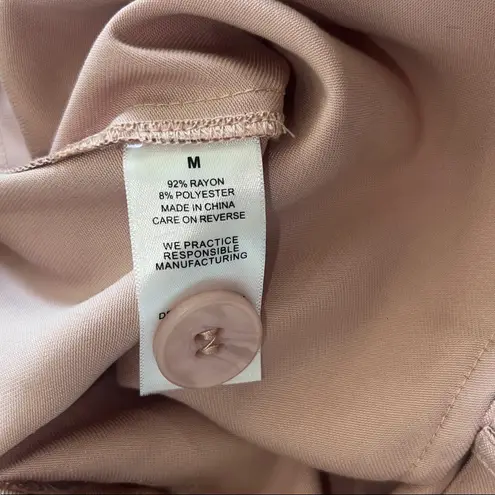 M
92% RAYON
8% POLYESTER
MADE IN CHINA
CARE ON REVERSE
WE PRACTICE
RESPONSIBLE
MANUFACTURING